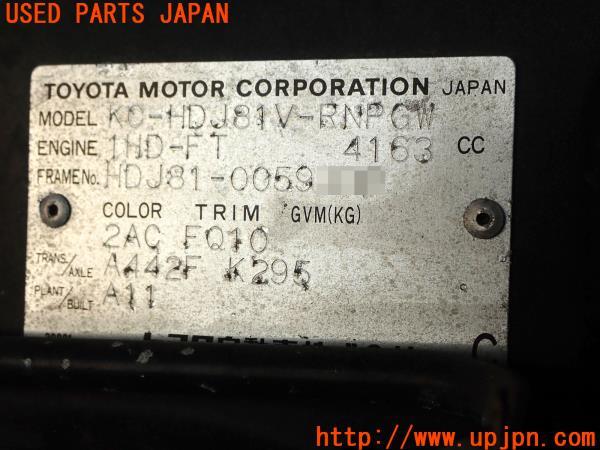 USED PARTS JAPAN
TOYOTA MOTOR CORPORATION JAPAN
MODEL KC-HDJ81V-RNPGW
ENGINE 1HD-FT 4163 CC
FRAME No. HDJ81-0059
COLOR TRIM GVM(KG)
2AC FQ10
TRANS./AXLE A442F K295
PLANT/BUILT A11
http://www.upjpn.com